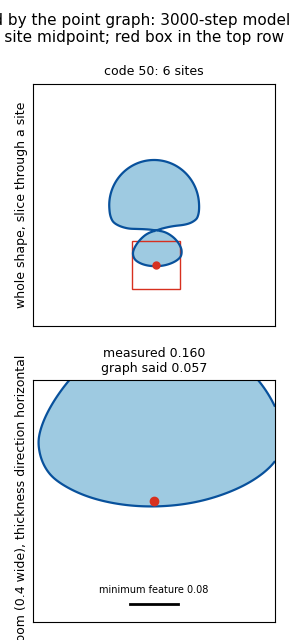 d by the point graph: 3000-step model
site midpoint; red box in the top row
code 50: 6 sites
whole shape, slice through a site
measured 0.160
graph said 0.057
oom (0.4 wide), thickness direction horizontal
minimum feature 0.08